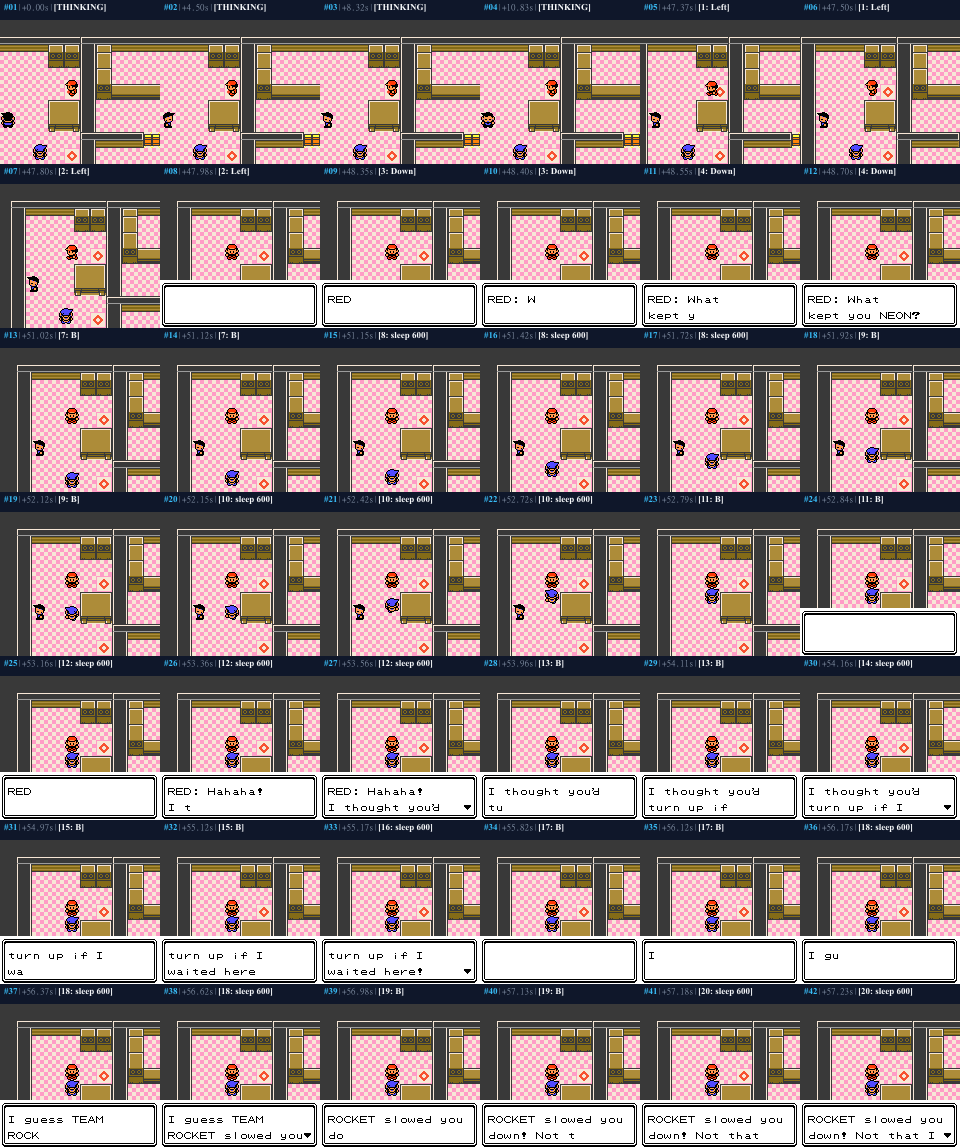 #01|+0.00s|[THINKING]
#02|+4.50s|[THINKING]
#03|+8.32s|[THINKING]
#04|+10.83s|[THINKING]
#05|+47.37s|[1: Left]
#06|+47.50s|[1: Left]
#07|+47.80s|[2: Left]
#08|+47.98s|[2: Left]
#09|+48.35s|[3: Down]
#10|+48.40s|[3: Down]
#11|+48.55s|[4: Down]
#12|+48.70s|[4: Down]
RED
RED: W
RED: What
kept y
RED: What
kept you NEON?
#13|+51.02s|[7: B]
#14|+51.12s|[7: B]
#15|+51.15s|[8: sleep 600]
#16|+51.42s|[8: sleep 600]
#17|+51.72s|[8: sleep 600]
#18|+51.92s|[9: B]
#19|+52.12s|[9: B]
#20|+52.15s|[10: sleep 600]
#21|+52.42s|[10: sleep 600]
#22|+52.72s|[10: sleep 600]
#23|+52.79s|[11: B]
#24|+52.84s|[11: B]
#25|+53.16s|[12: sleep 600]
#26|+53.36s|[12: sleep 600]
#27|+53.56s|[12: sleep 600]
#28|+53.96s|[13: B]
#29|+54.11s|[13: B]
#30|+54.16s|[14: sleep 600]
RED
RED: Hahaha!
I t
RED: Hahaha!
I thought you'd
I thought you'd
tu
I thought you'd
turn up if
I thought you'd
turn up if I
#31|+54.97s|[15: B]
#32|+55.12s|[15: B]
#33|+55.17s|[16: sleep 600]
#34|+55.82s|[17: B]
#35|+56.12s|[17: B]
#36|+56.17s|[18: sleep 600]
turn up if I
wa
turn up if I
waited here
turn up if I
waited here!
I
I gu
#37|+56.37s|[18: sleep 600]
#38|+56.62s|[18: sleep 600]
#39|+56.98s|[19: B]
#40|+57.13s|[19: B]
#41|+57.18s|[20: sleep 600]
#42|+57.23s|[20: sleep 600]
I guess TEAM
ROCK
I guess TEAM
ROCKET slowed you
ROCKET slowed you
do
ROCKET slowed you
down! Not t
ROCKET slowed you
down! Not that
ROCKET slowed you
down! Not that I